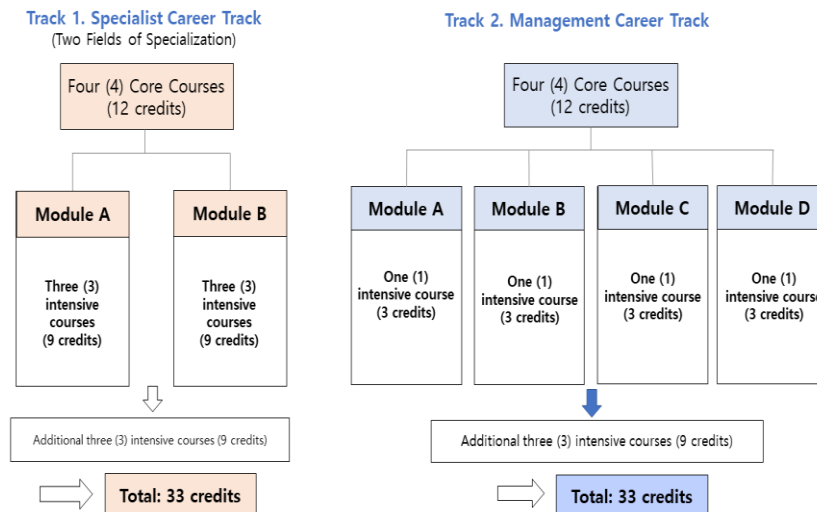 Track 1. Specialist Career Track
(Two Fields of Specialization)
Four (4) Core Courses
(12 credits)
Module A
Three (3)
intensive
courses
(9 credits)
Module B
Three (3)
intensive
courses
(9 credits)
Additional three (3) intensive courses (9 credits)
Total: 33 credits
Track 2. Management Career Track
Four (4) Core Courses
(12 credits)
Module A
One (1)
intensive course
(3 credits)
Module B
One (1)
intensive course
(3 credits)
Module C
One (1)
intensive course
(3 credits)
Module D
One (1)
intensive course
(3 credits)
Additional three (3) intensive courses (9 credits)
Total: 33 credits